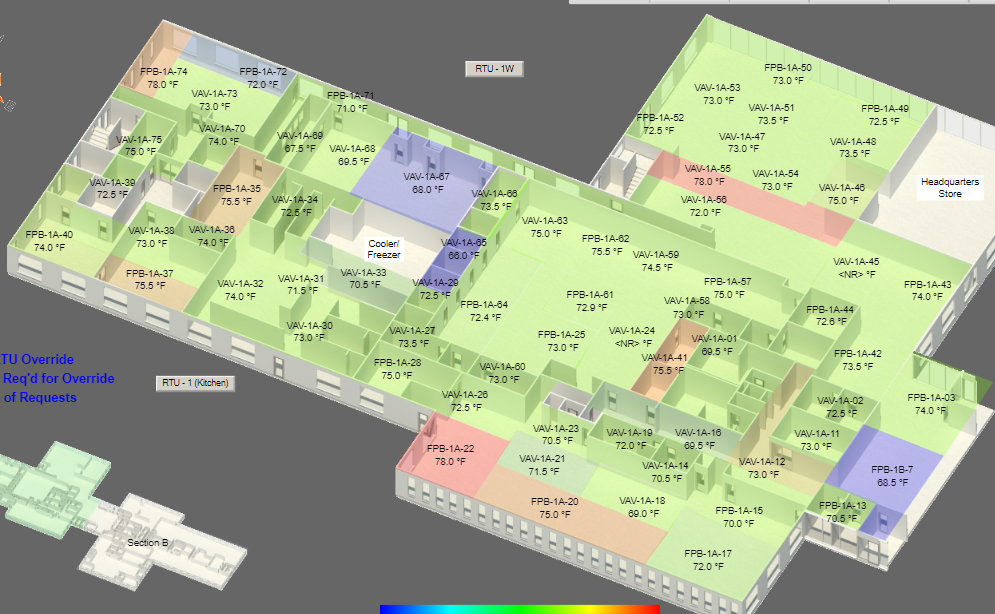 RTU - 1W
FPB-1A-50
73.0 °F
FPB-1A-74
78.0 °F
FPB-1A-72
72.0 °F
VAV-1A-73
73.0 °F
FPB-1A-71
71.0 °F
VAV-1A-53
73.0 °F
VAV-1A-51
73.5 °F
FPB-1A-49
72.5 °F
FPB-1A-52
72.5 °F
VAV-1A-70
74.0 °F
VAV-1A-69
67.5 °F
VAV-1A-75
75.0 °F
VAV-1A-68
69.5 °F
VAV-1A-47
73.0 °F
VAV-1A-48
73.5 °F
VAV-1A-67
68.0 °F
VAV-1A-55
78.0 °F
VAV-1A-54
73.0 °F
VAV-1A-46
75.0 °F
Headquarters
Store
VAV-1A-39
72.5 °F
FPB-1A-35
75.5 °F
VAV-1A-34
72.5 °F
VAV-1A-66
73.5 °F
VAV-1A-56
72.0 °F
VAV-1A-63
75.0 °F
FPB-1A-40
74.0 °F
VAV-1A-38
73.0 °F
VAV-1A-36
74.0 °F
Cooler/
Freezer
VAV-1A-65
66.0 °F
FPB-1A-62
75.5 °F
VAV-1A-59
74.5 °F
VAV-1A-45
<NR> °F
FPB-1A-37
75.5 °F
VAV-1A-32
74.0 °F
VAV-1A-31
71.5 °F
VAV-1A-33
70.5 °F
VAV-1A-29
72.5 °F
FPB-1A-57
75.0 °F
FPB-1A-43
74.0 °F
FPB-1A-64
72.4 °F
FPB-1A-61
72.9 °F
VAV-1A-58
73.0 °F
FPB-1A-44
72.6 °F
VAV-1A-30
73.0 °F
VAV-1A-27
73.5 °F
FPB-1A-25
73.0 °F
VAV-1A-24
<NR> °F
VAV-1A-01
69.5 °F
TU Override
Req'd for Override
of Requests
RTU - 1 (Kitchen)
FPB-1A-28
75.0 °F
VAV-1A-60
73.0 °F
VAV-1A-41
75.5 °F
FPB-1A-42
73.5 °F
VAV-1A-26
72.5 °F
VAV-1A-02
72.5 °F
FPB-1A-03
74.0 °F
VAV-1A-23
70.5 °F
VAV-1A-19
72.0 °F
VAV-1A-16
69.5 °F
VAV-1A-11
73.0 °F
FPB-1A-22
78.0 °F
VAV-1A-21
71.5 °F
VAV-1A-14
70.5 °F
VAV-1A-12
73.0 °F
FPB-1B-7
68.5 °F
FPB-1A-20
75.0 °F
VAV-1A-18
69.0 °F
FPB-1A-15
70.0 °F
FPB-1A-13
70.5 °F
Section B
FPB-1A-17
72.0 °F